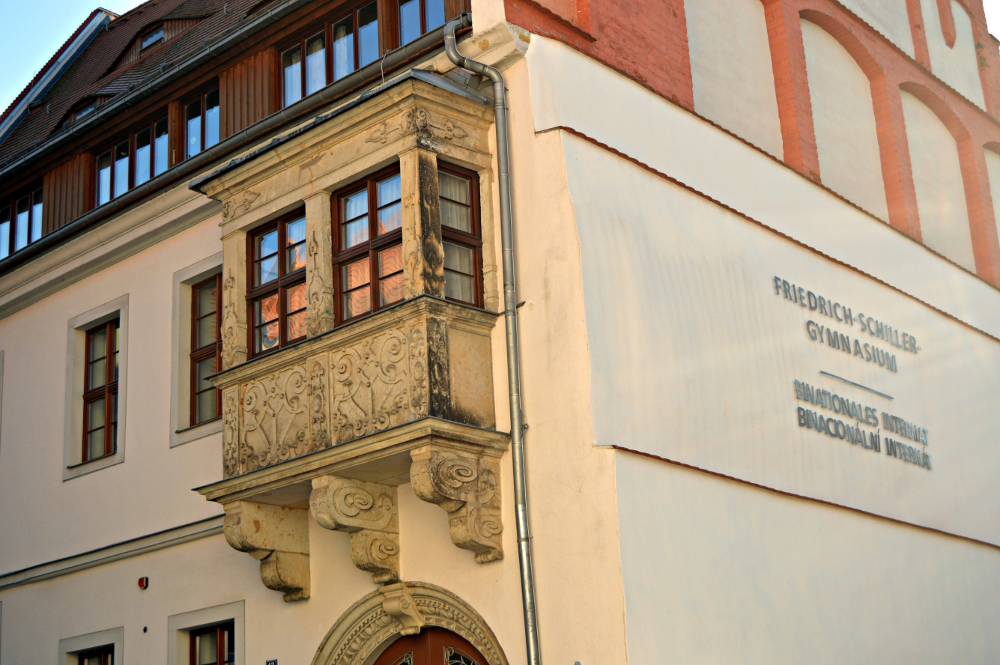 FRIEDRICH-SCHILLER-
GYMNASIUM
BINATIONALES INTERNAT
BINACIONÁLNÍ INTERNÁT